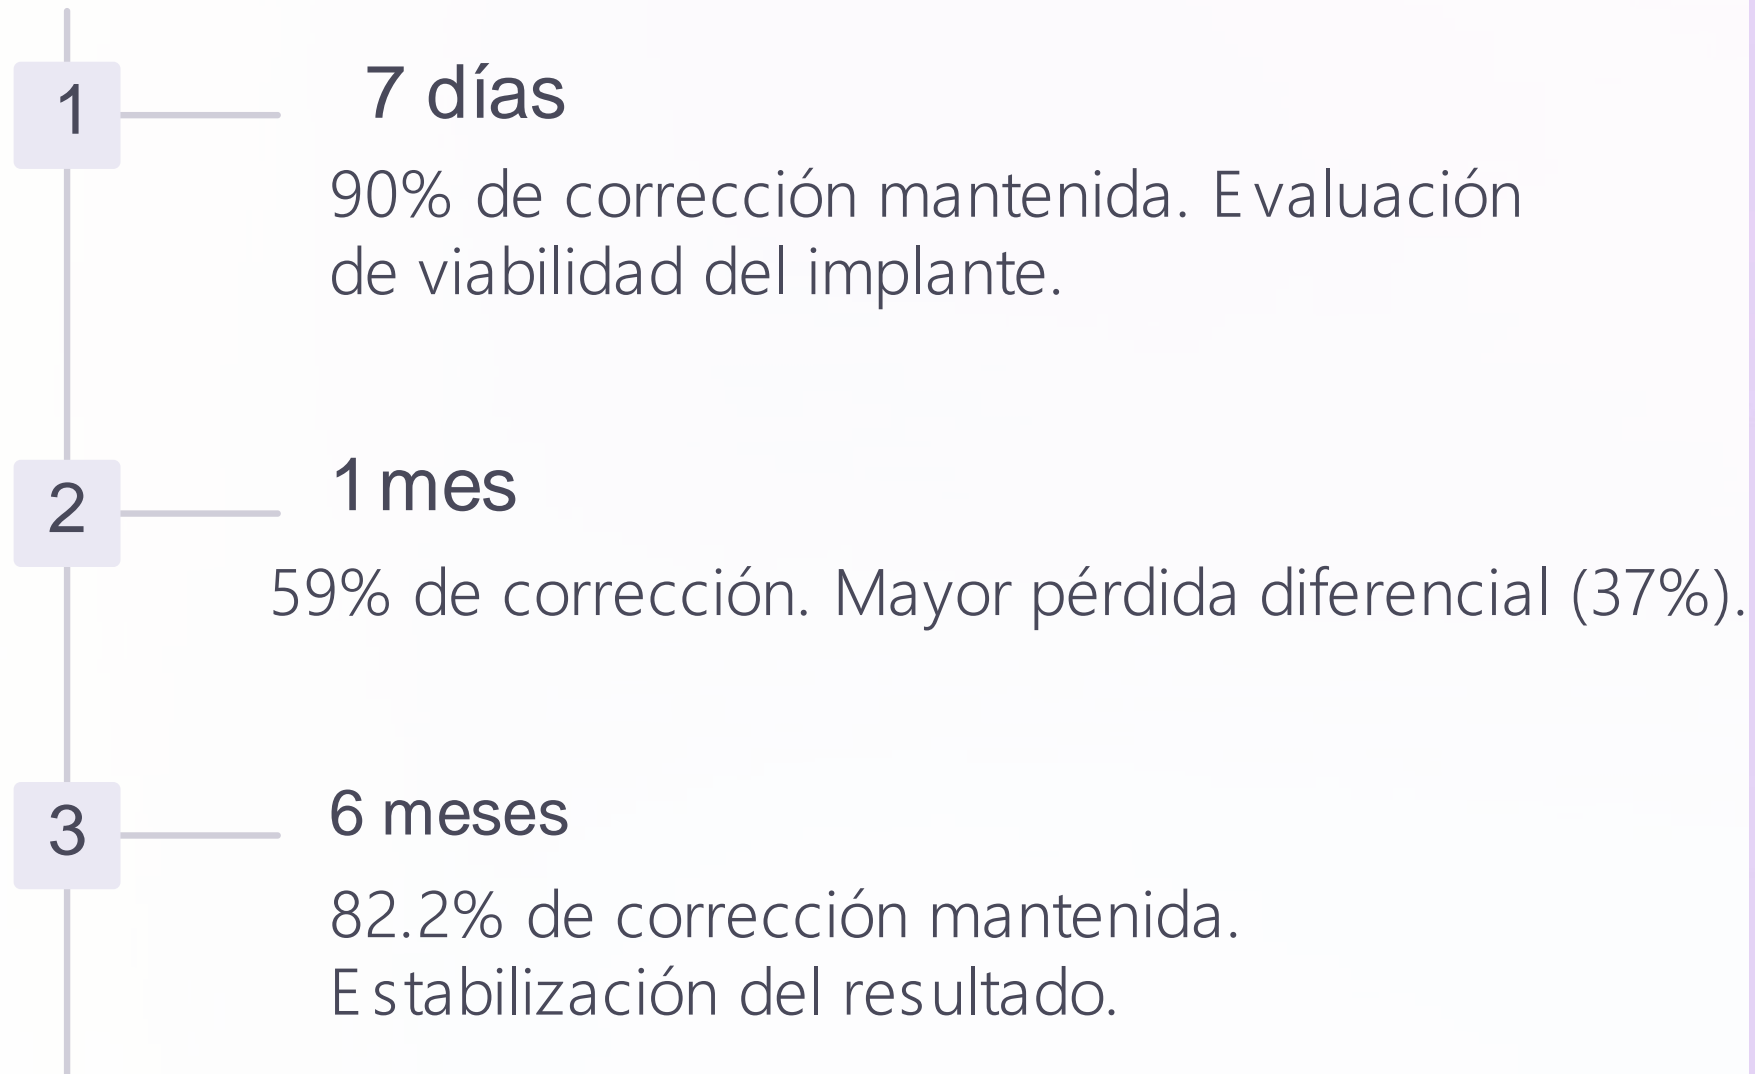 1
7 días
90% de corrección mantenida. Evaluación
de viabilidad del implante.
2
1 mes
59% de corrección. Mayor pérdida diferencial (37%).
3
6 meses
82.2% de corrección mantenida.
Estabilización del resultado.